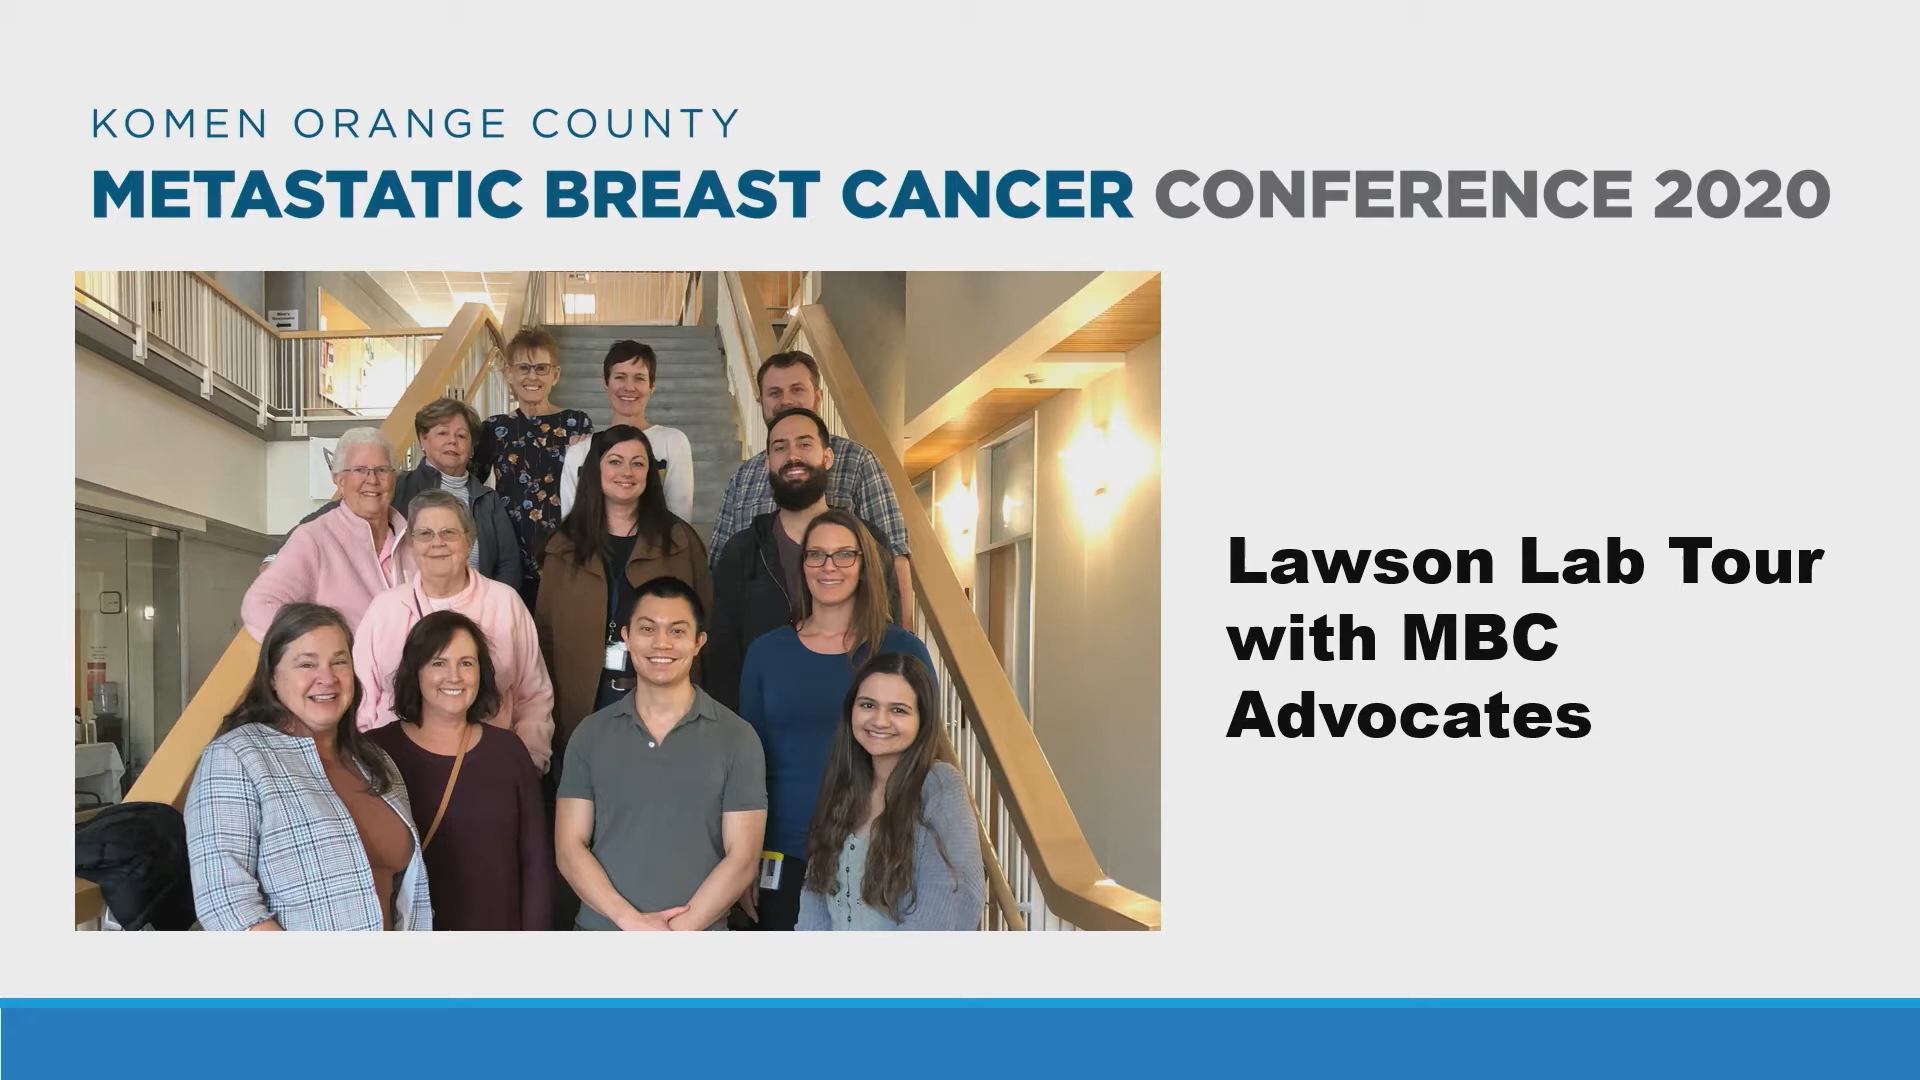 KOMEN ORANGE COUNTY
METASTATIC BREAST CANCER CONFERENCE 2020
Lawson Lab Tour
with MBC
Advocates